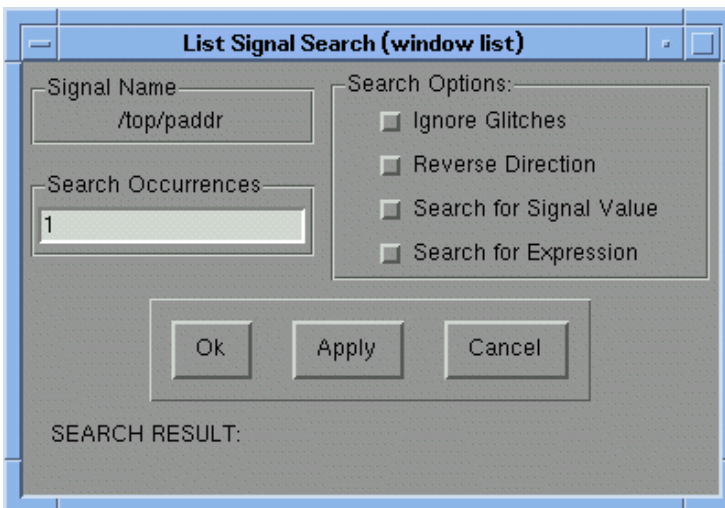 List Signal Search (window list)
Signal Name
/top/paddr
Search Occurrences
1
Search Options:
Ignore Glitches
Reverse Direction
Search for Signal Value
Search for Expression
Ok Apply Cancel
SEARCH RESULT: